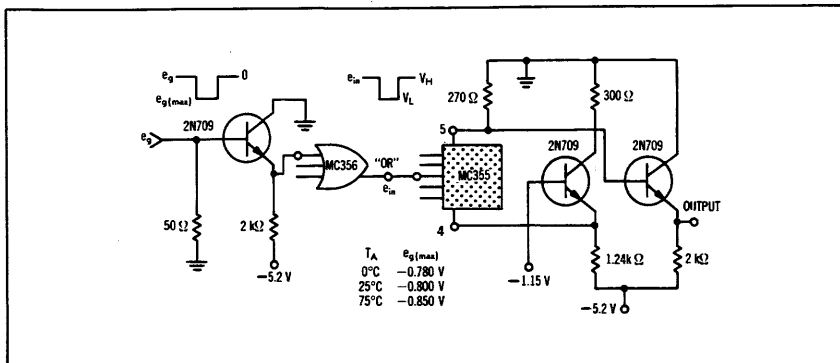 e_g 0
e_g(max)
e_in V_H
V_L
270 Ω
300 Ω
2N709
5
2N709
2N709
e_g
MC356
"OR"
MC355
e_in
OUTPUT
50 Ω
2 kΩ
4
1.24k Ω
2 kΩ
−5.2 V
−1.15 V
−5.2 V
T_A e_g(max)
0°C −0.780 V
25°C −0.800 V
75°C −0.850 V